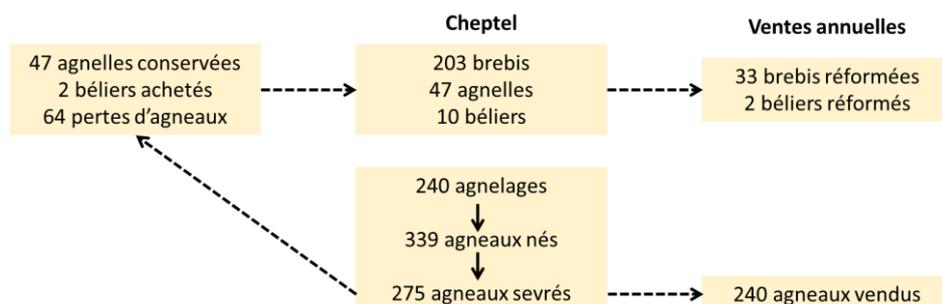 Cheptel
Ventes annuelles
47 agnelles conservées
2 béliers achetés
64 pertes d'agneaux
203 brebis
47 agnelles
10 béliers
33 brebis réformées
2 béliers réformés
240 agnelages
339 agneaux nés
275 agneaux sevrés
240 agneaux vendus